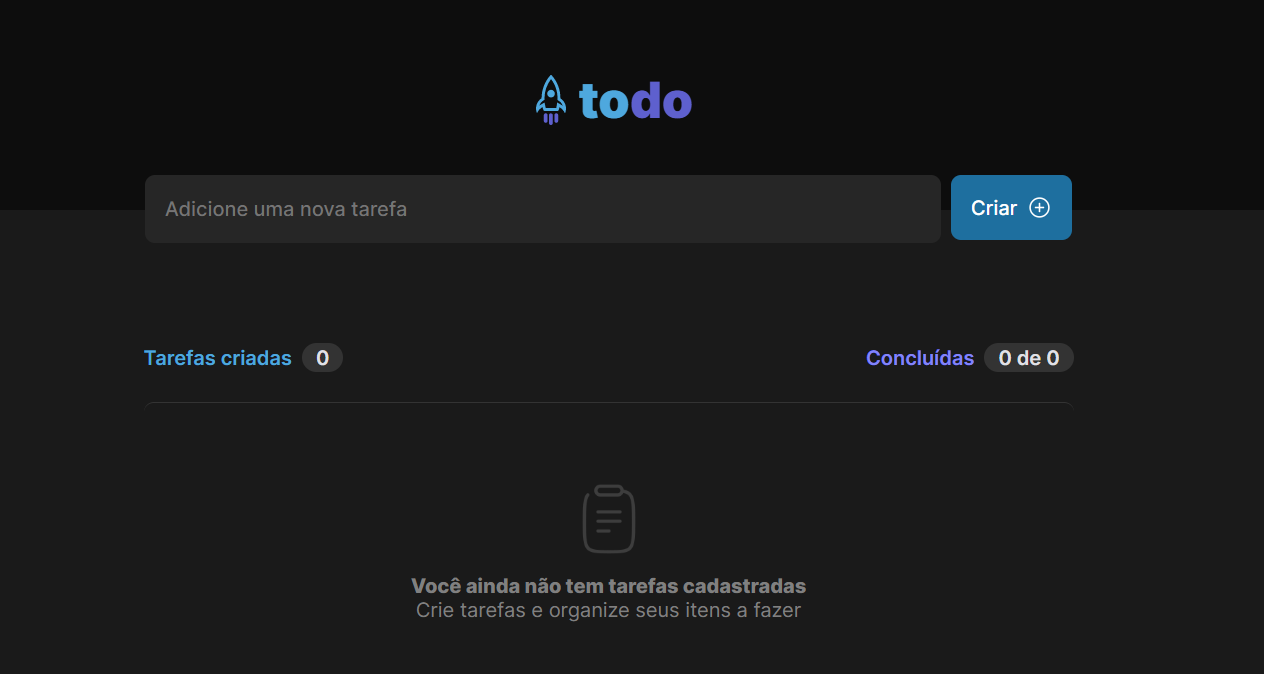 todo
Adicione uma nova tarefa
Criar
Tarefas criadas 0
Concluídas 0 de 0
Você ainda não tem tarefas cadastradas
Crie tarefas e organize seus itens a fazer